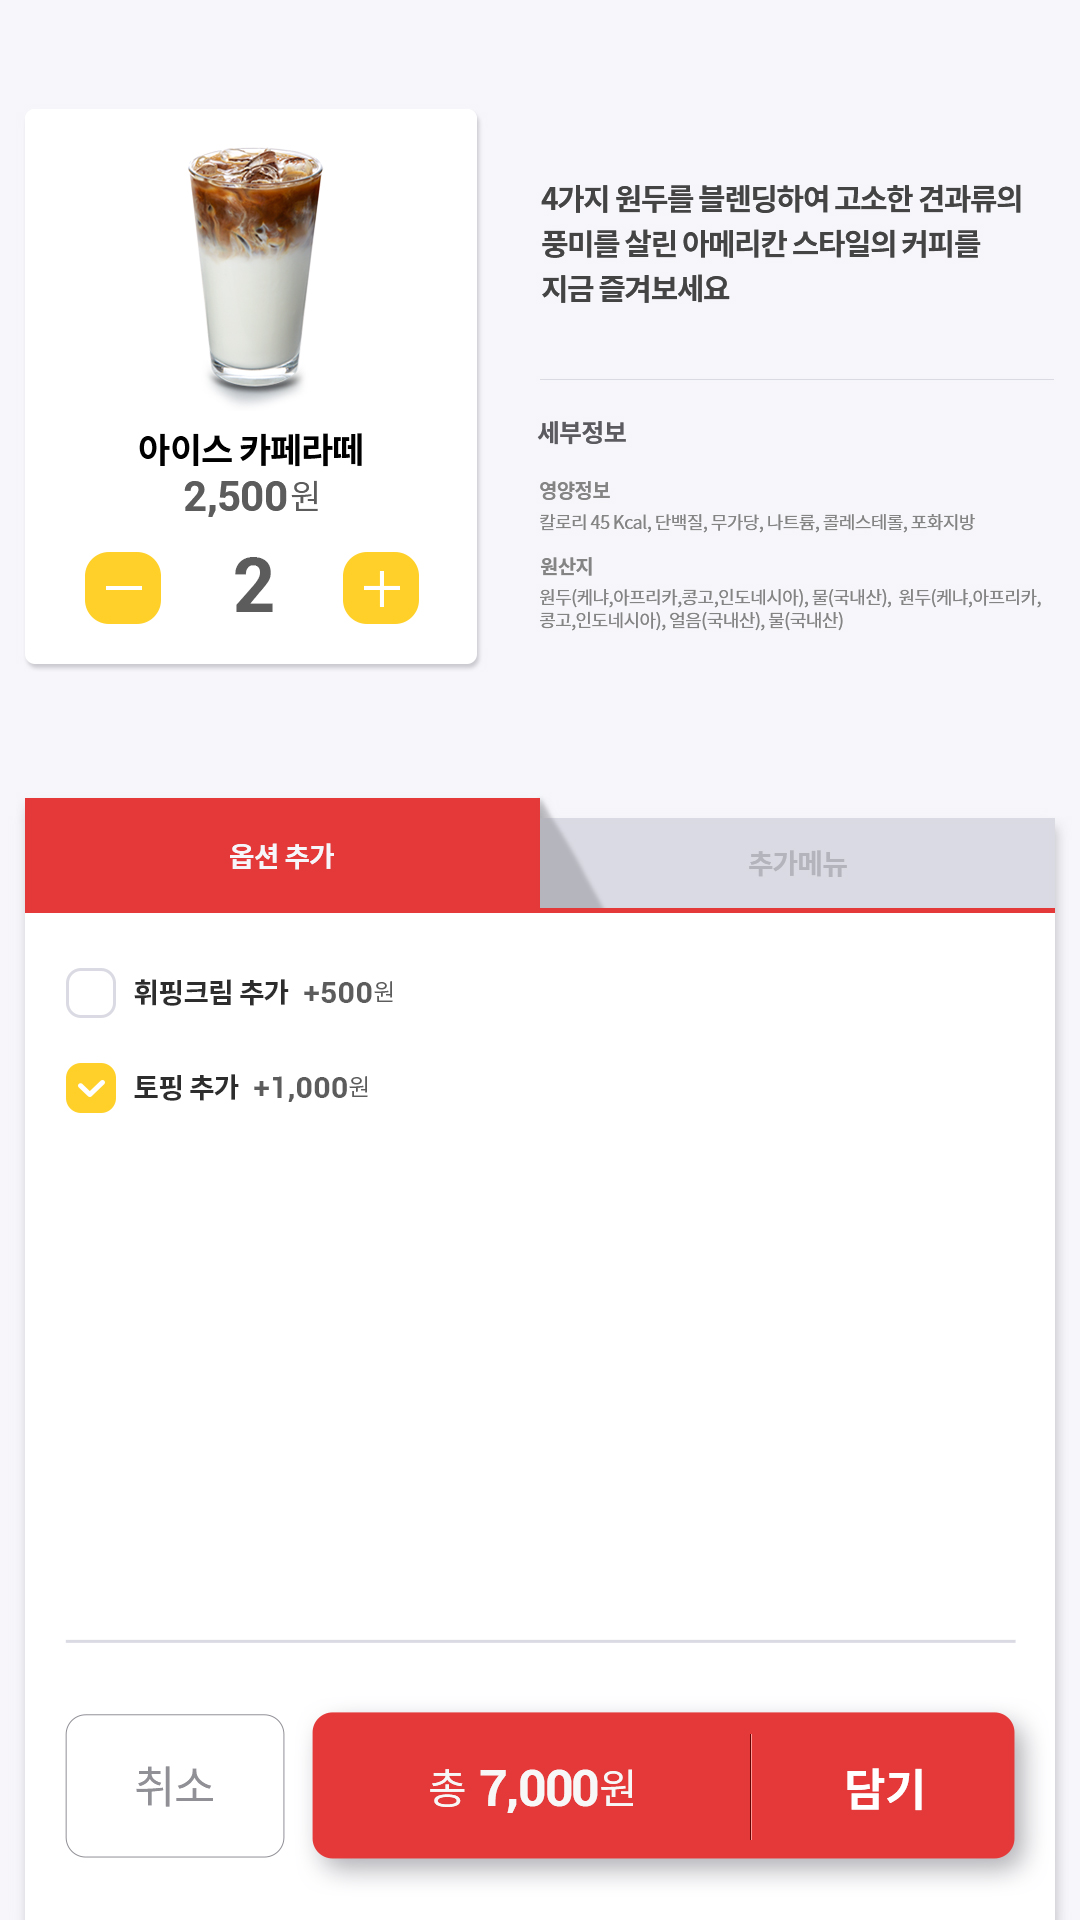 4가지 원두를 블렌딩하여 고소한 견과류의
풍미를 살린 아메리칸 스타일의 커피를
지금 즐겨보세요
아이스 카페라떼
2,500원
2
세부정보
영양정보
칼로리 45 Kcal, 단백질, 무가당, 나트륨, 콜레스테롤, 포화지방
원산지
원두(케냐,아프리카,콩고,인도네시아), 물(국내산), 원두(케냐,아프리카,
콩고,인도네시아), 얼음(국내산), 물(국내산)
옵션 추가
추가메뉴
휘핑크림 추가 +500원
토핑 추가 +1,000원
취소
총 7,000원
담기